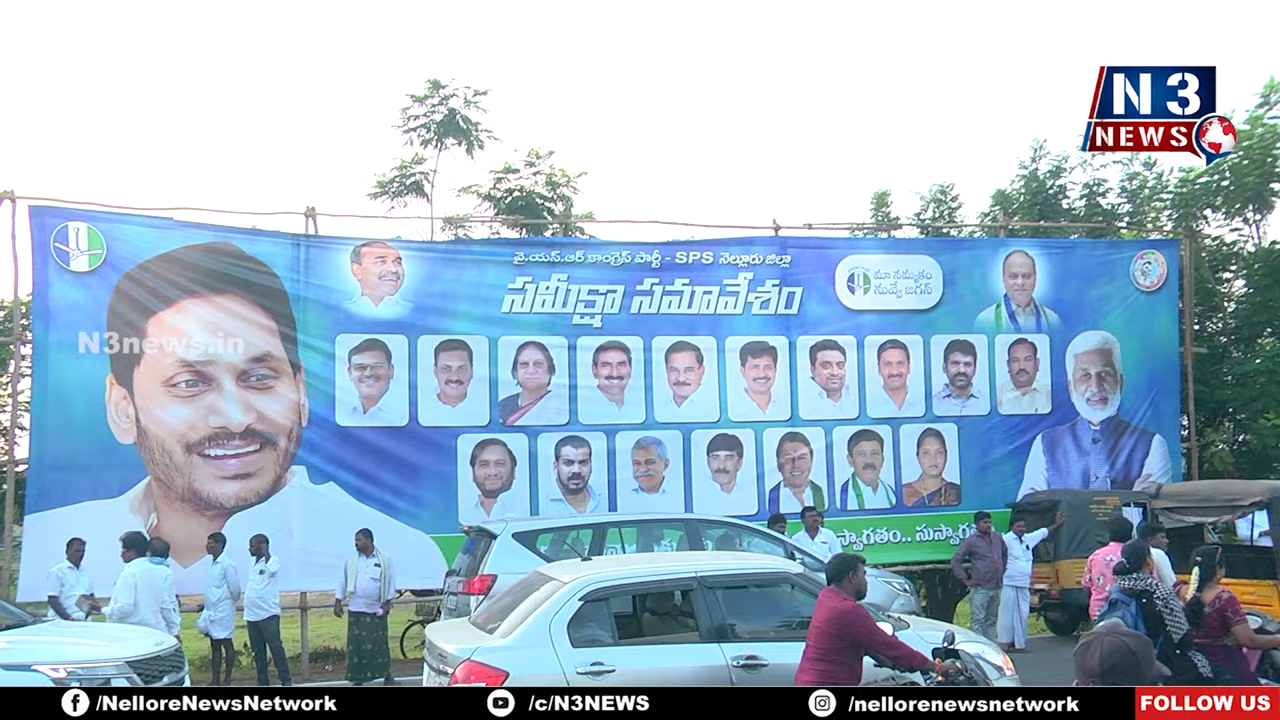 N3
NEWS
వై.యస్.ఆర్ కాంగ్రెస్ పార్టీ - SPS నెల్లూరు జిల్లా
సమీక్షా సమావేశం
మా నమ్మకం
నువ్వే జగన్
N3news.in
స్వాగతం.. సుస్వాగ
/NelloreNewsNetwork
/c/N3NEWS
/nellorenewsnetwork
FOLLOW US